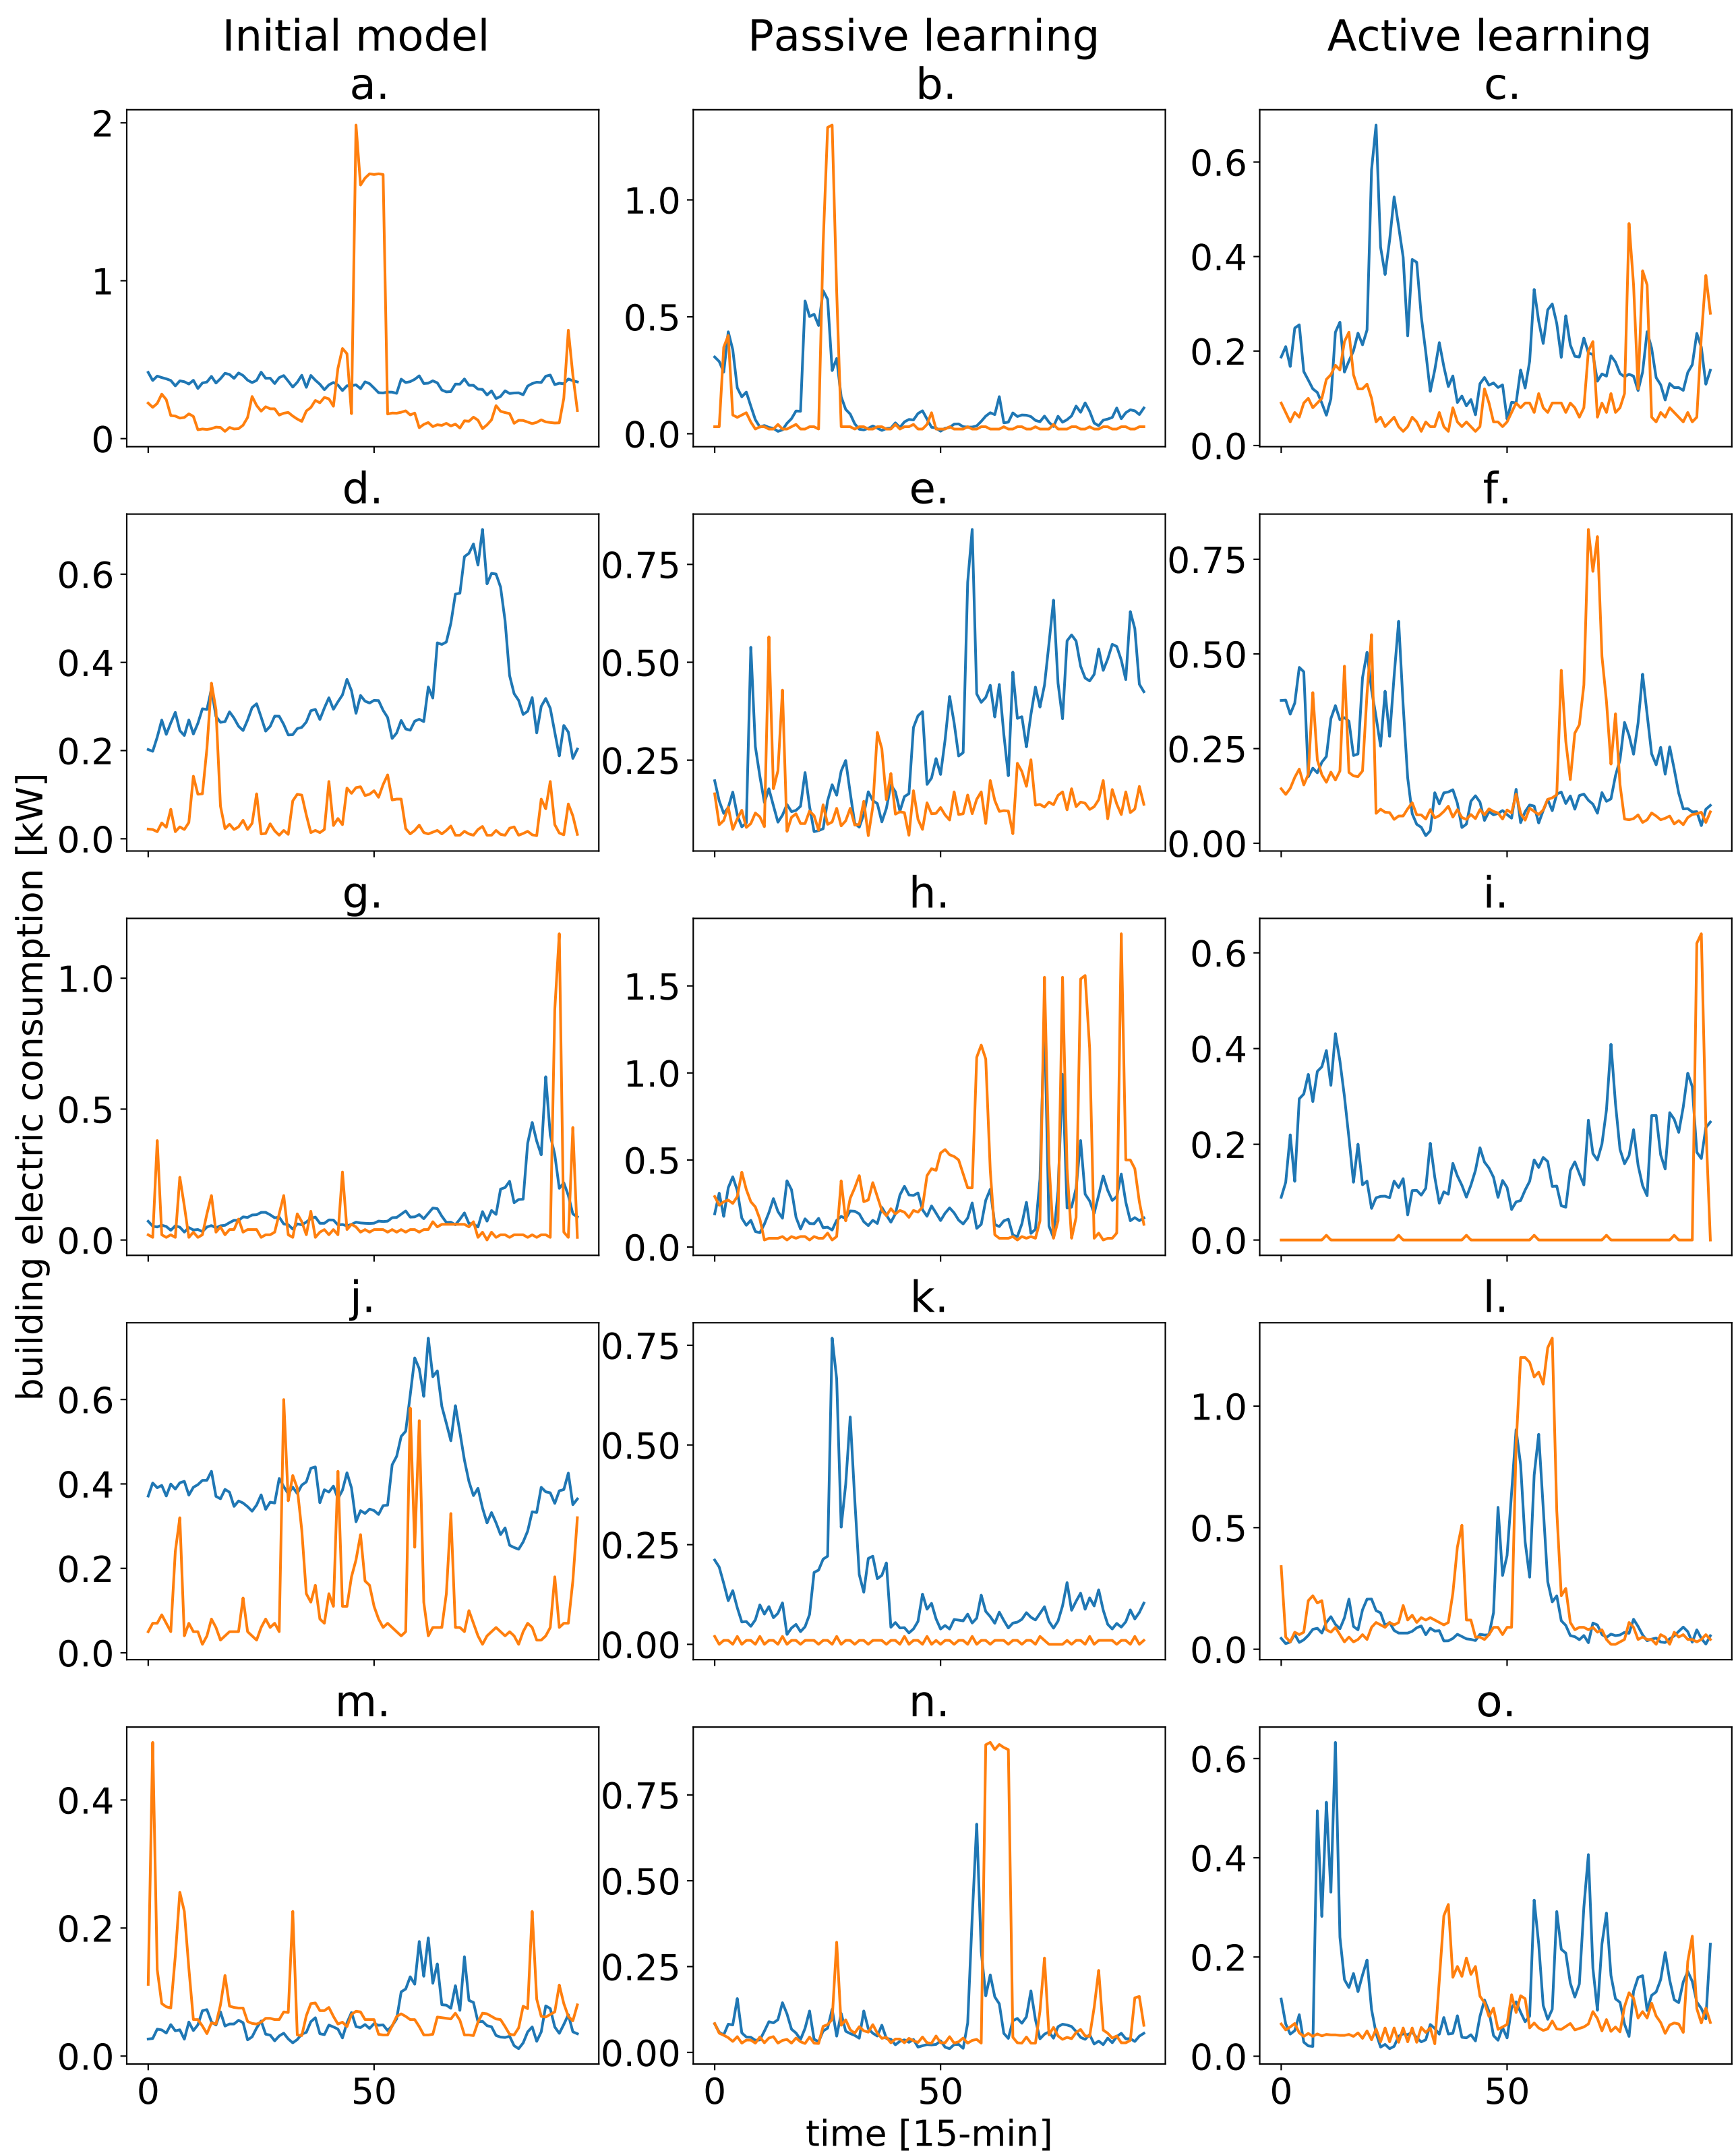 Initial model Passive learning Active learning
a. b. c.
2 1 0
1.0 0.5 0.0
0.6 0.4 0.2 0.0
d. e. f.
0.6 0.4 0.2 0.0
0.75 0.50 0.25
0.75 0.50 0.25 0.00
building electric consumption [kW]
g. h. i.
1.0 0.5 0.0
1.5 1.0 0.5 0.0
0.6 0.4 0.2 0.0
j. k. l.
0.6 0.4 0.2 0.0
0.75 0.50 0.25 0.00
1.0 0.5 0.0
m. n. o.
0.4 0.2 0.0
0.75 0.50 0.25 0.00
0.6 0.4 0.2 0.0
0 50 0 50 0 50
time [15-min]